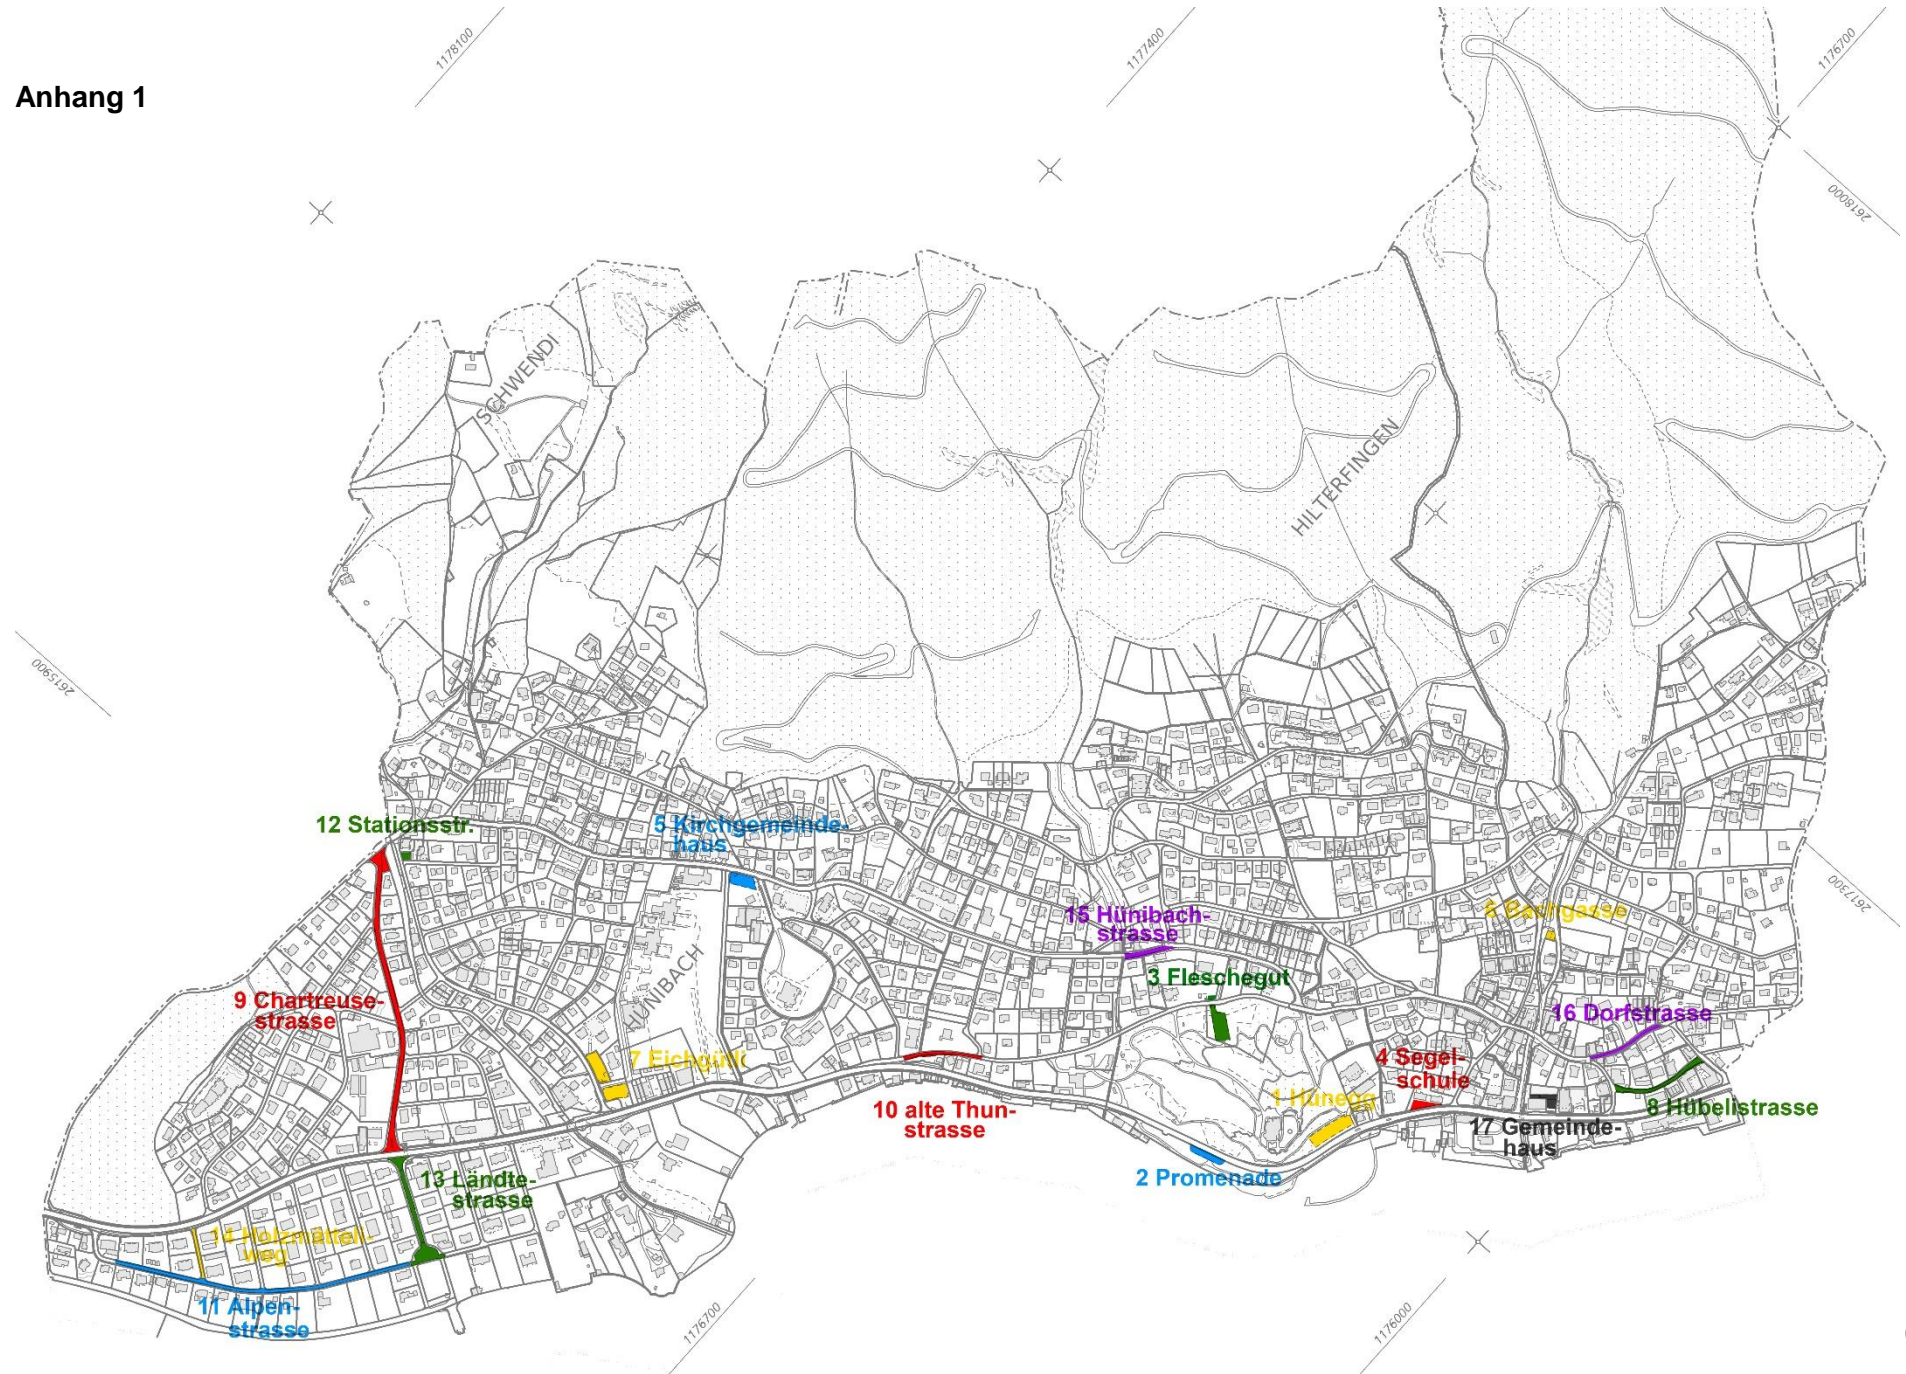 1178100
1177400
1176700
Anhang 1
2618000
SCHWENDI
HILTERFINGEN
2615900
12 Stationsstr.
5 Kirchgemeinde-
haus
2617300
15 Hünibach-
strasse
6 Bachgasse
3 Fleschegut
9 Chartreuse-
strasse
HÜNIBACH
16 Dorfstrasse
7 Eichgütli
4 Segel-
schule
10 alte Thun-
strasse
1 Hünegg
8 Hübelistrasse
17 Gemeinde-
haus
13 Ländte-
strasse
2 Promenade
14 Holzmätteli-
weg
11 Alpen-
strasse
1176700
1176000